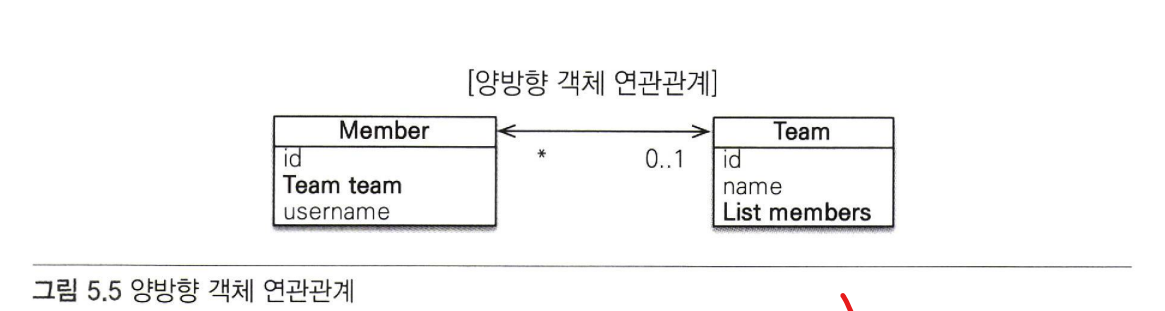 [양방향 객체 연관관계]
Member
id
Team team
username
*
0..1
Team
id
name
List members
그림 5.5 양방향 객체 연관관계